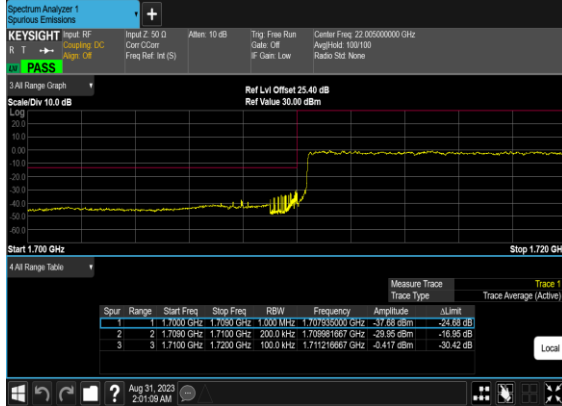 Spectrum Analyzer 1
Spurious Emissions
+
KEYSIGHT Input: RF Input Z: 50 Ω Atten: 10 dB Trig: Free Run Center Freq: 22.005000000 GHz
R T Coupling: DC Corr CCorr Gate: Off Avg|Hold: 100/100
Align: Off Freq Ref: Int (S) IF Gain: Low Radio Std: None
PASS
3 All Range Graph Ref Lvl Offset 25.40 dB
Scale/Div 10.0 dB Ref Value 30.00 dBm
Log
20.0
10.0
0.00
-10.0
-20.0
-30.0
-40.0
-50.0
-60.0
Start 1.700 GHz Stop 1.720 GH
4 All Range Table
Measure Trace Trace 1
Trace Type Trace Average (Active)
Spur Range Start Freq Stop Freq RBW Frequency Amplitude ΔLimit
1 1 1.7000 GHz 1.7090 GHz 1.000 MHz 1.707935000 GHz -37.68 dBm -24.68 dB
2 2 1.7090 GHz 1.7100 GHz 200.0 kHz 1.709981667 GHz -29.95 dBm -16.95 dB
3 3 1.7100 GHz 1.7200 GHz 100.0 kHz 1.711216667 GHz -0.417 dBm -30.42 dB
Local
? Aug 31, 2023
2:01:09 AM